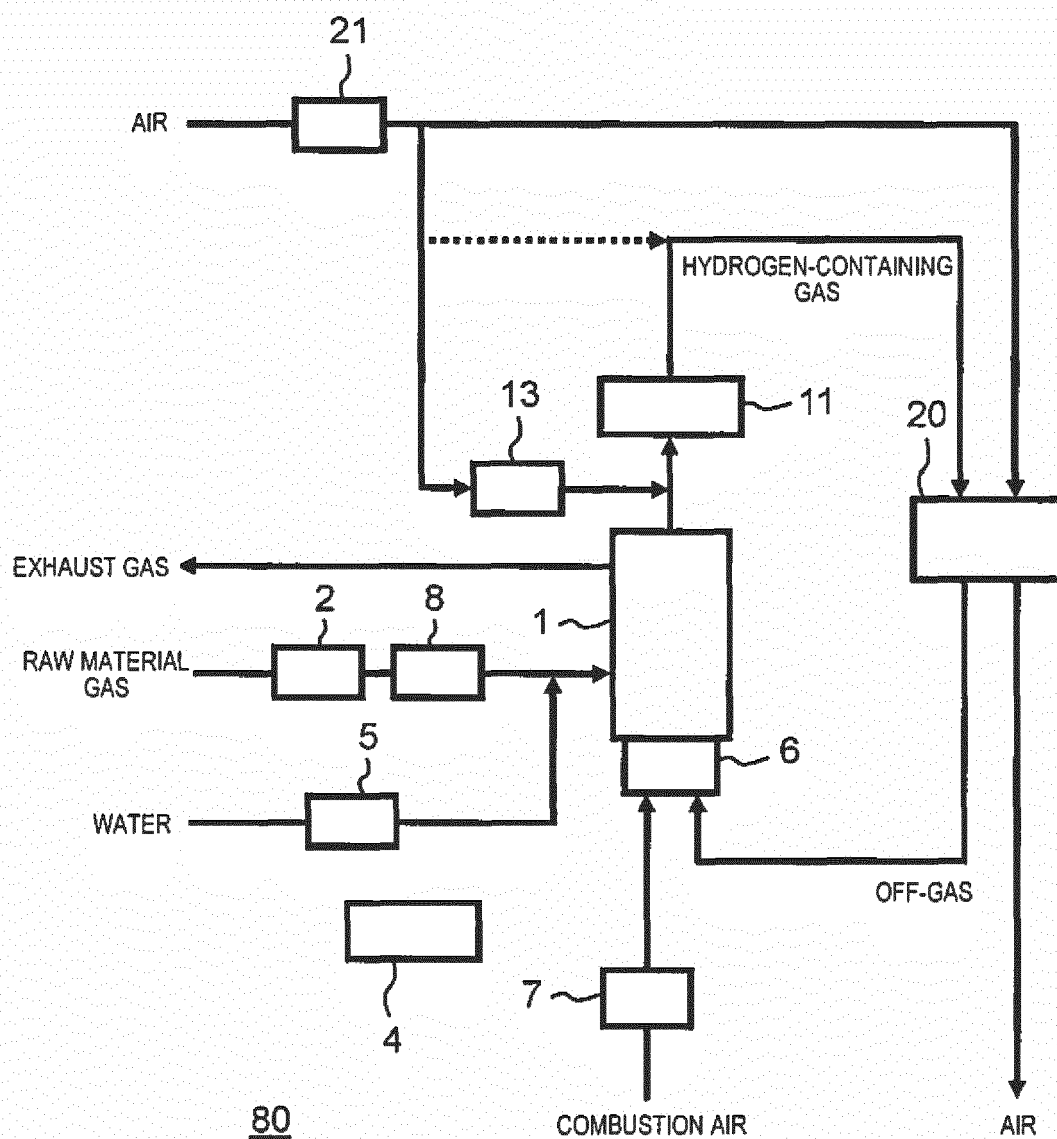 21
AIR
HYDROGEN-CONTAINING
GAS
13
11
20
EXHAUST GAS
2
8
1
RAW MATERIAL
GAS
5
6
WATER
OFF-GAS
7
4
80
COMBUSTION AIR
AIR